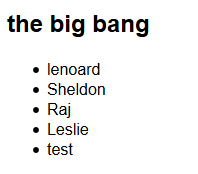 the big bang
lenoard
Sheldon
Raj
Leslie
test